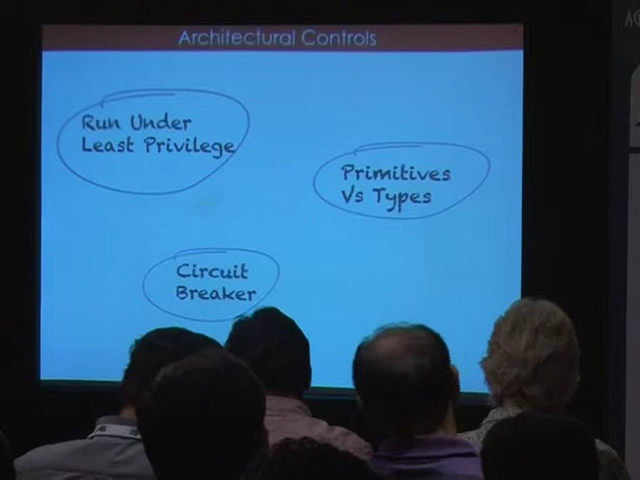 Architectural Controls
Run Under
Least Privilege
Primitives
Vs Types
Circuit
Breaker